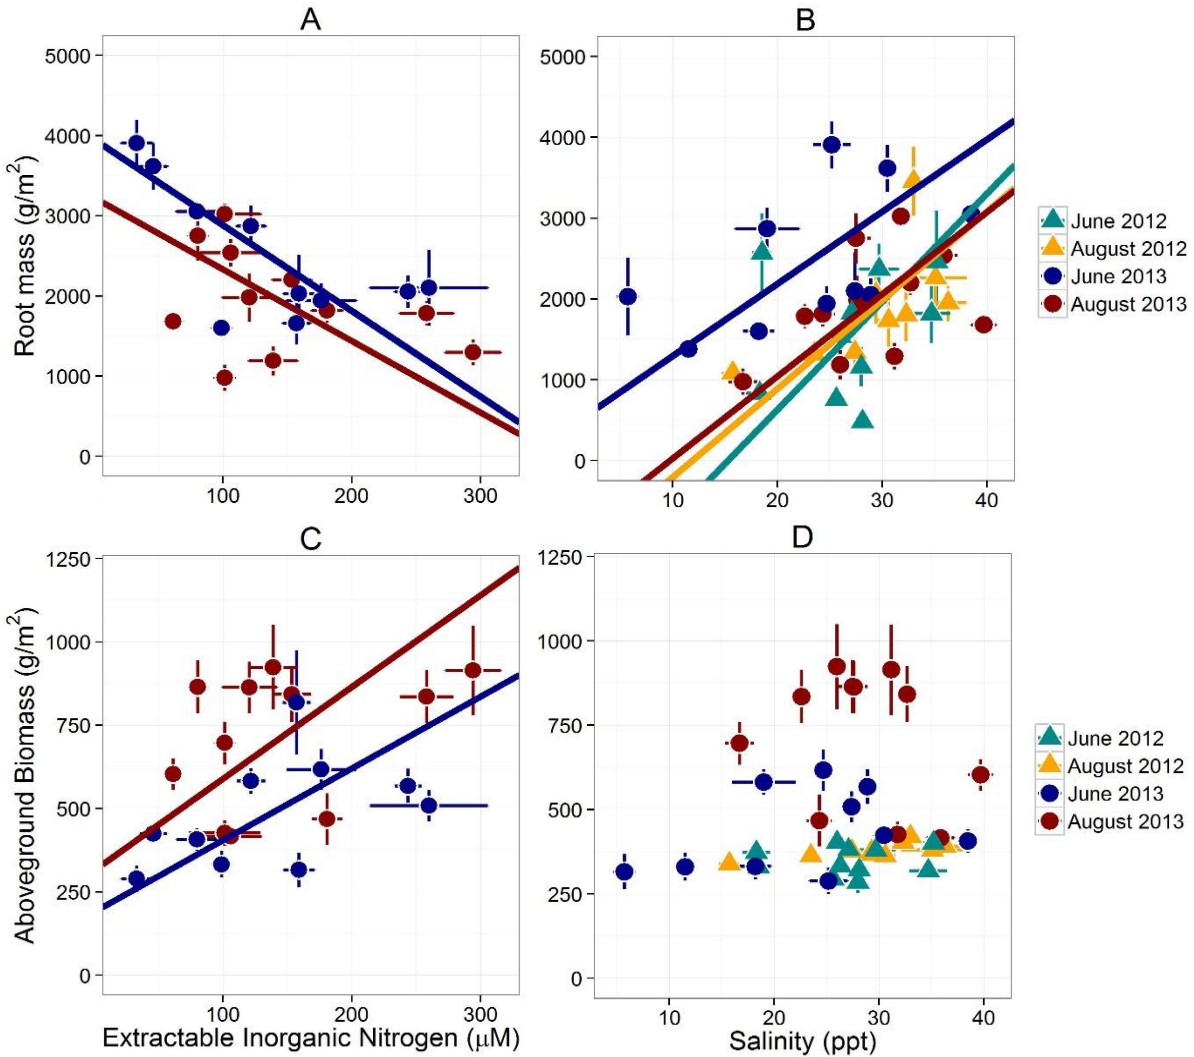 A
B
5000
4000
3000
2000
1000
0
Root mass (g/m²)
100
200
300
5000
4000
3000
2000
1000
0
10
20
30
40
June 2012
August 2012
June 2013
August 2013
C
D
1250
1000
750
500
250
0
Aboveground Biomass (g/m²)
100
200
300
Extractable Inorganic Nitrogen (μM)
1250
1000
750
500
250
0
10
20
30
40
Salinity (ppt)
June 2012
August 2012
June 2013
August 2013